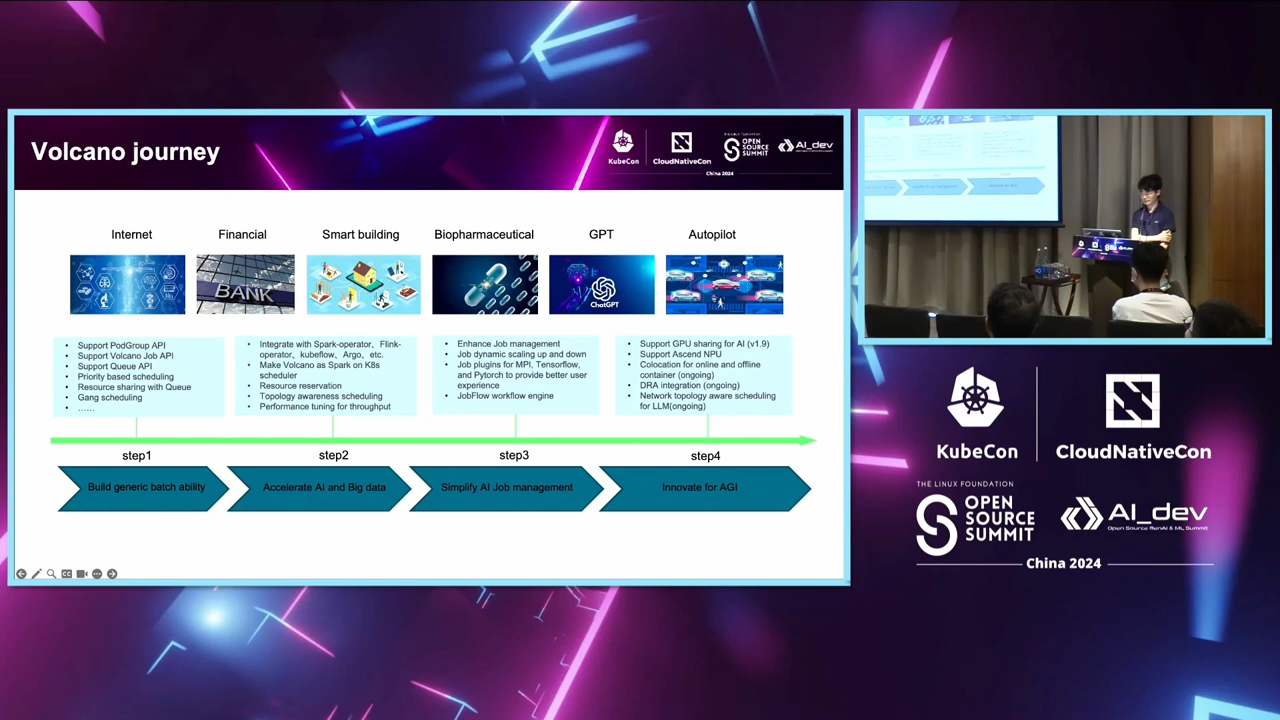 Volcano journey
KubeCon
CloudNativeCon
THE LINUX FOUNDATION
OPEN
SOURCE
SUMMIT
AI_dev
China 2024
Internet
Financial
Smart building
Biopharmaceutical
GPT
Autopilot
BANK
ChatGPT
• Support PodGroup API
• Support Volcano Job API
• Support Queue API
• Priority based scheduling
• Resource sharing with Queue
• Gang scheduling
• ……
• Integrate with Spark-operator、Flink-
operator、kubeflow、Argo、etc.
• Make Volcano as Spark on K8s
scheduler
• Resource reservation
• Topology awareness scheduling
• Performance tuning for throughput
• Enhance Job management
• Job dynamic scaling up and down
• Job plugins for MPI, Tensorflow,
and Pytorch to provide better user
experience
• JobFlow workflow engine
• Support GPU sharing for AI (v1.9)
• Support Ascend NPU
• Colocation for online and offline
container (ongoing)
• DRA integration (ongoing)
• Network topology aware scheduling
for LLM(ongoing)
step1
step2
step3
step4
Build generic batch ability
Accelerate AI and Big data
Simplify AI Job management
Innovate for AGI
KubeCon
CloudNativeCon
THE LINUX FOUNDATION
OPEN
SOURCE
SUMMIT
AI_dev
Open Source GenAI & ML Summit
China 2024